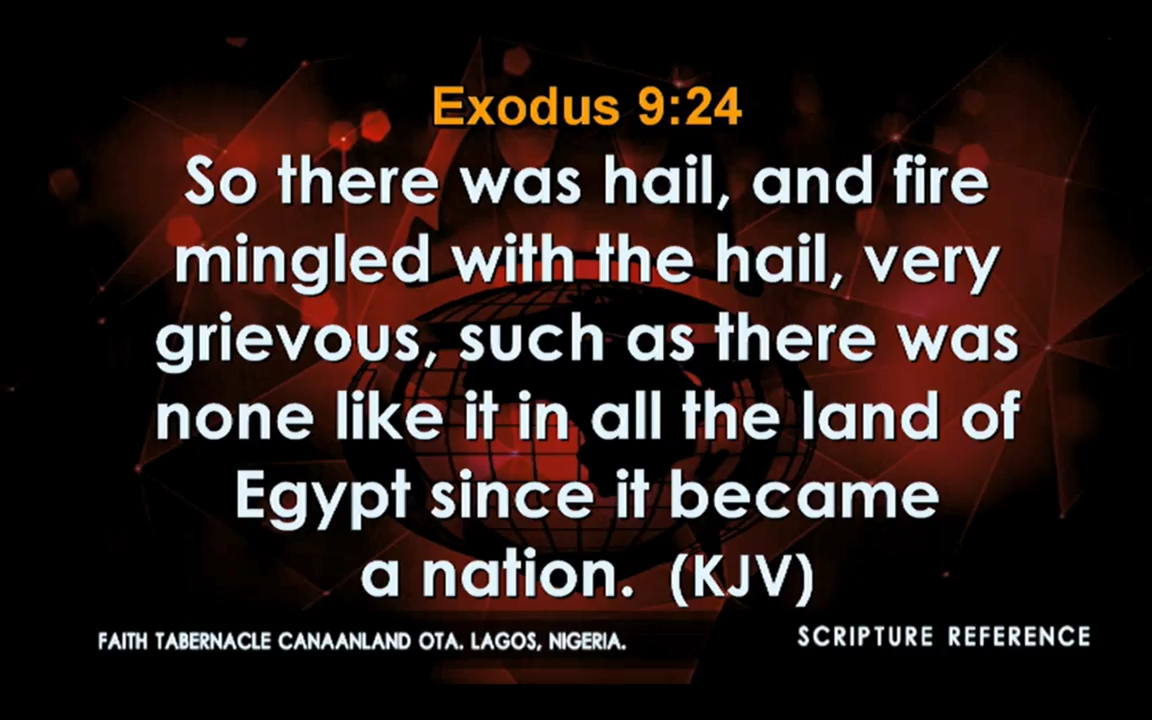 Exodus 9:24
So there was hail, and fire
mingled with the hail, very
grievous, such as there was
none like it in all the land of
Egypt since it became
a nation. (KJV)
FAITH TABERNACLE CANAANLAND OTA. LAGOS, NIGERIA.
SCRIPTURE REFERENCE